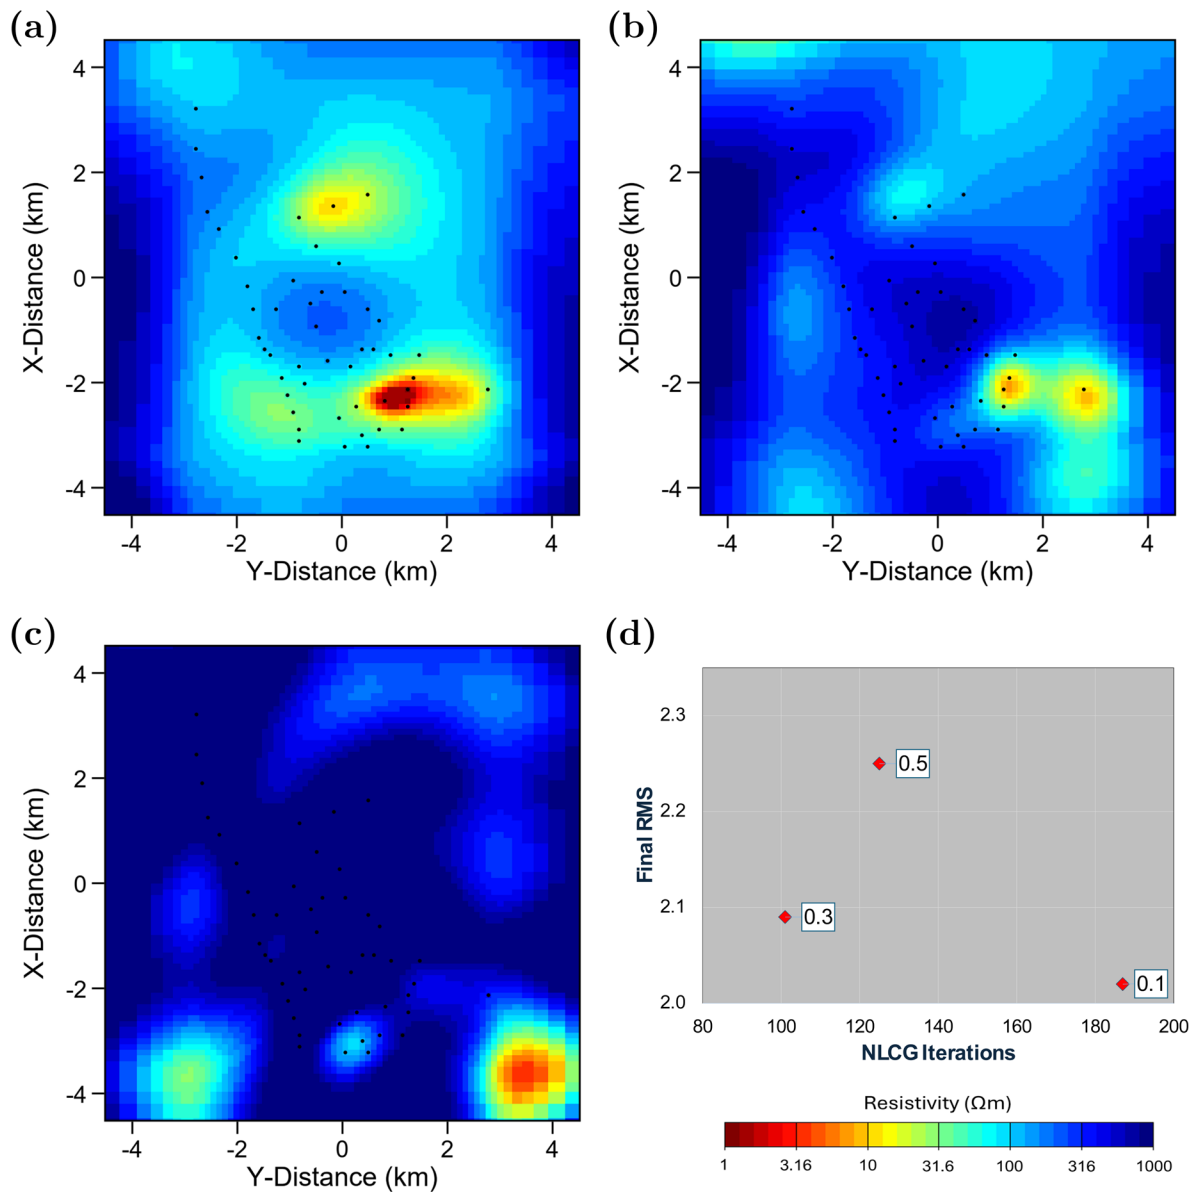 (a)
4
2
0
-2
-4
X-Distance (km)
-4 -2 0 2 4
Y-Distance (km)
(b)
4
2
0
-2
-4
X-Distance (km)
-4 -2 0 2 4
Y-Distance (km)
(c)
4
2
0
-2
-4
X-Distance (km)
-4 -2 0 2 4
Y-Distance (km)
(d)
2.3
2.2
2.1
2.0
Final RMS
0.5
0.3
0.1
80 100 120 140 160 180 200
NLCG Iterations
Resistivity (Ωm)
1 3.16 10 31.6 100 316 1000